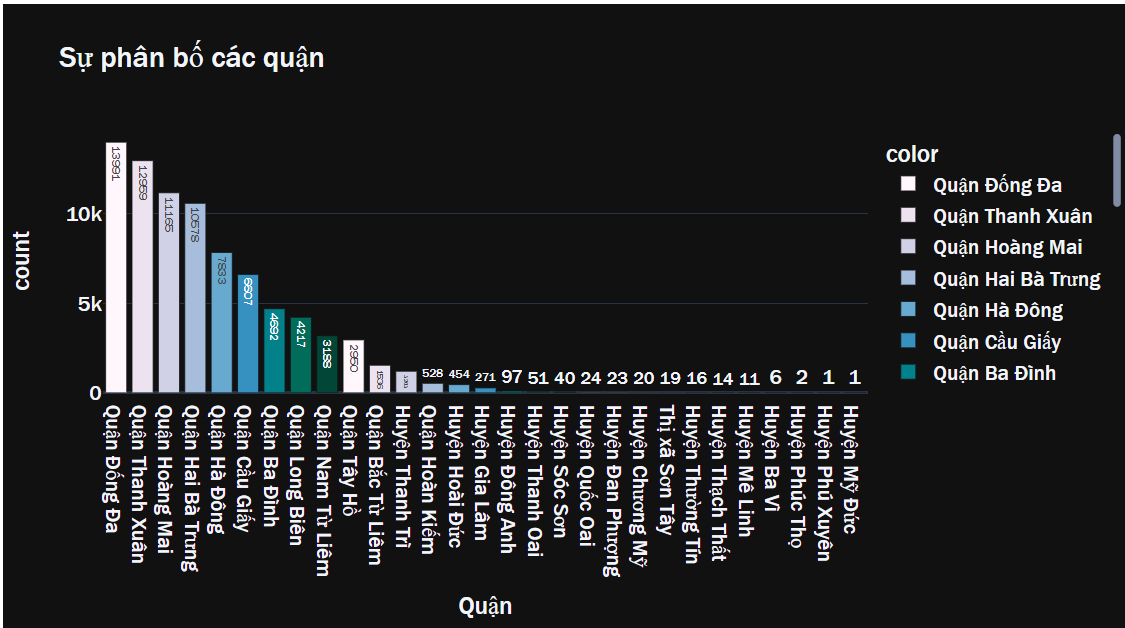 Sự phân bố các quận
count
10k
5k
0
13991
12959
11165
10578
7833
6607
4692
4217
3188
2950
1506
528
454
271
97
51
40
24
23
20
19
16
14
11
6
2
1
1
Quận Đống Đa
Quận Thanh Xuân
Quận Hoàng Mai
Quận Hai Bà Trưng
Quận Hà Đông
Quận Cầu Giấy
Quận Ba Đình
Quận Long Biên
Quận Nam Từ Liêm
Quận Tây Hồ
Quận Bắc Từ Liêm
Huyện Thanh Trì
Quận Hoàn Kiếm
Huyện Hoài Đức
Huyện Gia Lâm
Huyện Đông Anh
Huyện Thanh Oai
Huyện Sóc Sơn
Huyện Quốc Oai
Huyện Đan Phượng
Huyện Chương Mỹ
Thị xã Sơn Tây
Huyện Thường Tín
Huyện Thạch Thất
Huyện Mê Linh
Huyện Ba Vì
Huyện Phúc Thọ
Huyện Phú Xuyên
Huyện Mỹ Đức
Quận
color
Quận Đống Đa
Quận Thanh Xuân
Quận Hoàng Mai
Quận Hai Bà Trưng
Quận Hà Đông
Quận Cầu Giấy
Quận Ba Đình